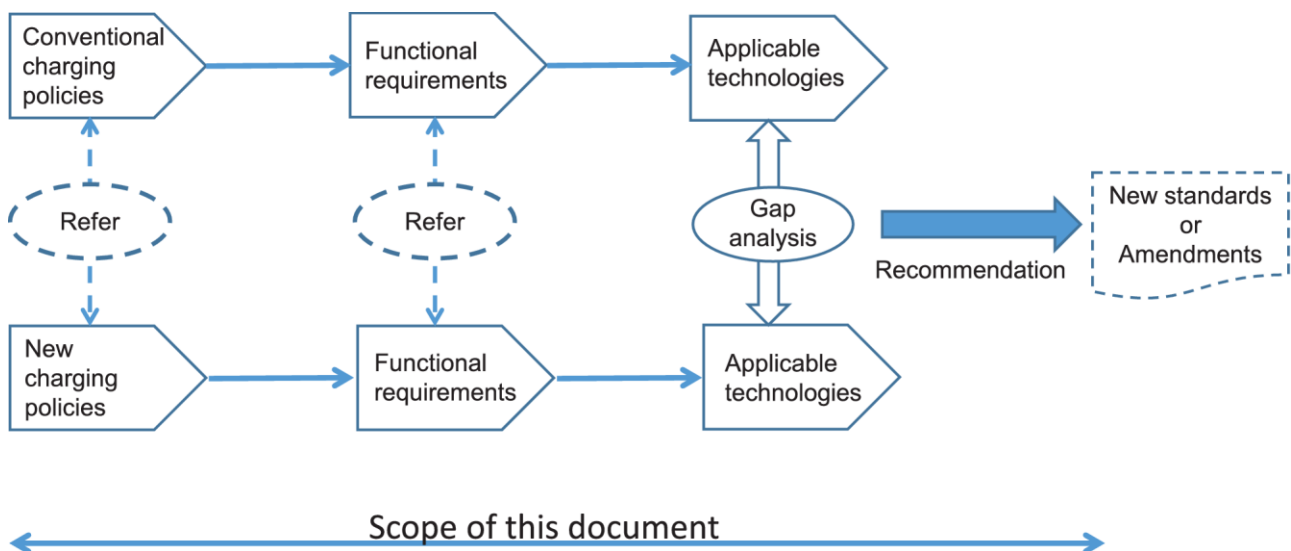 Conventional
charging
policies
Functional
requirements
Applicable
technologies
Refer
Refer
Gap
analysis
Recommendation
New standards
or
Amendments
New
charging
policies
Functional
requirements
Applicable
technologies
Scope of this document